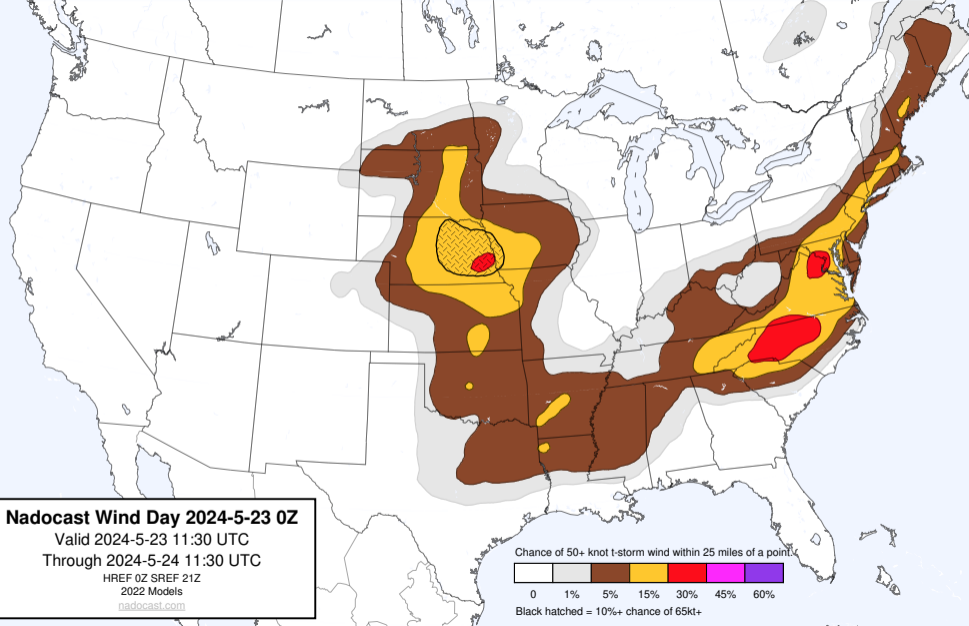 Nadocast Wind Day 2024-5-23 0Z
Valid 2024-5-23 11:30 UTC
Through 2024-5-24 11:30 UTC
HREF 0Z SREF 21Z
2022 Models
nadocast.com
Chance of 50+ knot t-storm wind within 25 miles of a point.
0 1% 5% 15% 30% 45% 60%
Black hatched = 10%+ chance of 65kt+